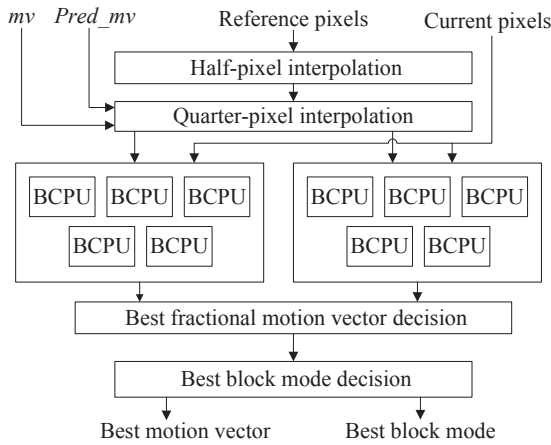 mv Pred_mv Reference pixels Current pixels
Half-pixel interpolation
Quarter-pixel interpolation
BCPU BCPU BCPU BCPU BCPU BCPU
BCPU BCPU BCPU BCPU
Best fractional motion vector decision
Best block mode decision
Best motion vector Best block mode